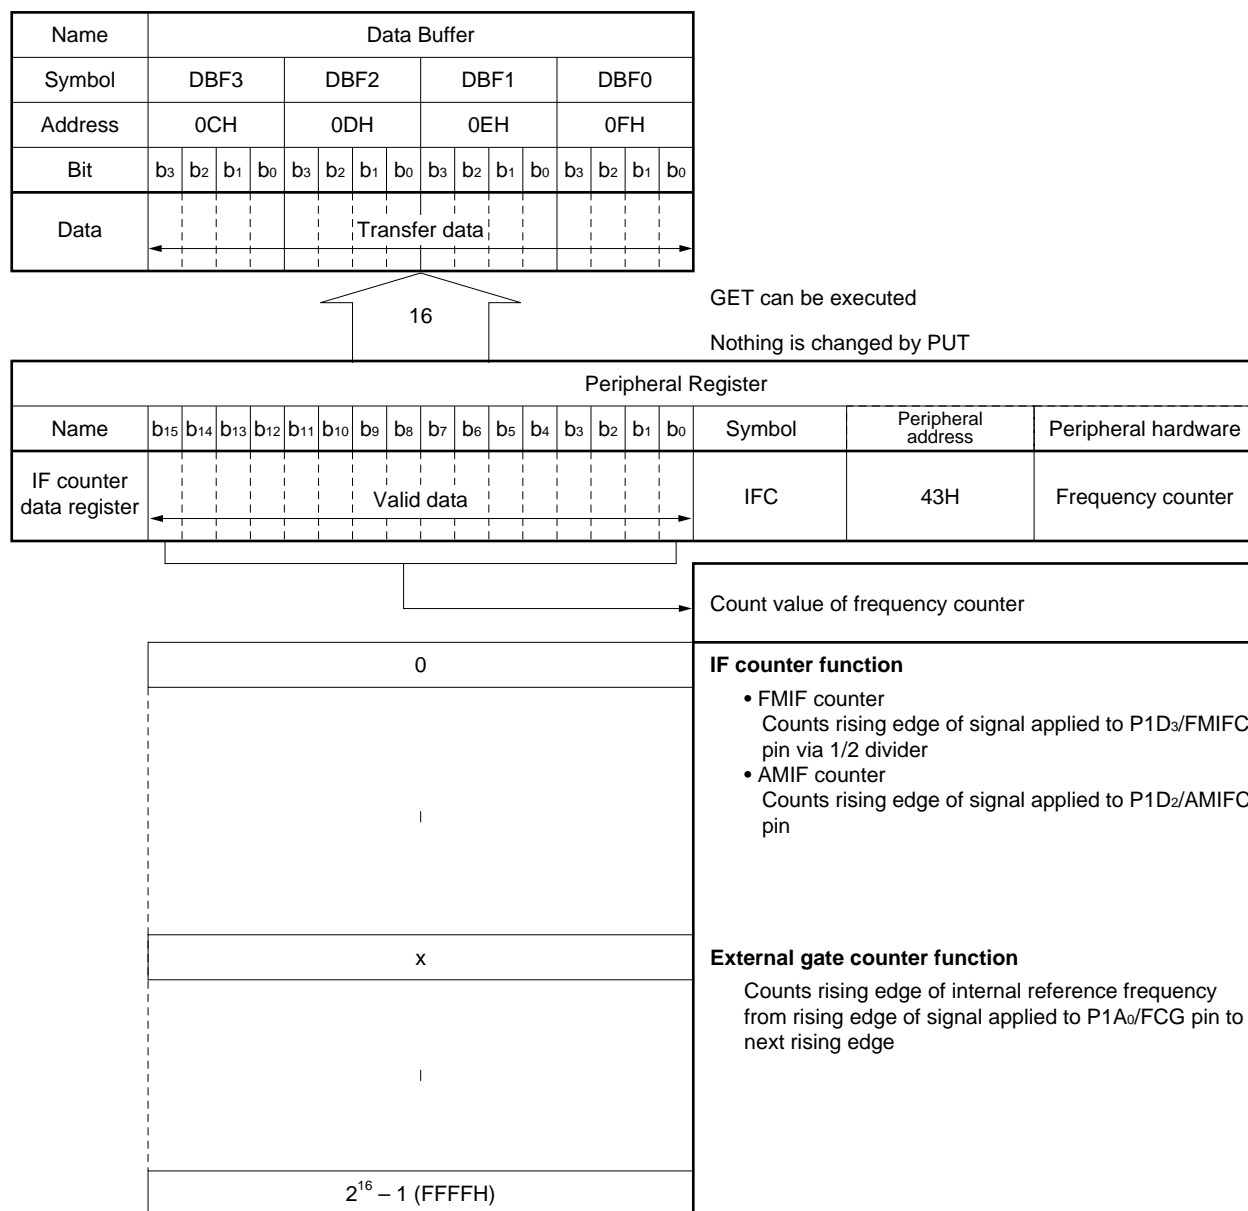 Name Data Buffer
Symbol DBF3 DBF2 DBF1 DBF0
Address 0CH 0DH 0EH 0FH
Bit b3 b2 b1 b0 b3 b2 b1 b0 b3 b2 b1 b0 b3 b2 b1 b0
Data Transfer data
16
GET can be executed
Nothing is changed by PUT
Peripheral Register
Name b15 b14 b13 b12 b11 b10 b9 b8 b7 b6 b5 b4 b3 b2 b1 b0 Symbol Peripheral address Peripheral hardware
IF counter
data register
Valid data IFC 43H Frequency counter
Count value of frequency counter
0
IF counter function
• FMIF counter
Counts rising edge of signal applied to P1D3/FMIFC
pin via 1/2 divider
• AMIF counter
Counts rising edge of signal applied to P1D2/AMIFC
pin
x
External gate counter function
Counts rising edge of internal reference frequency
from rising edge of signal applied to P1A0/FCG pin to
next rising edge
2^16 – 1 (FFFFH)